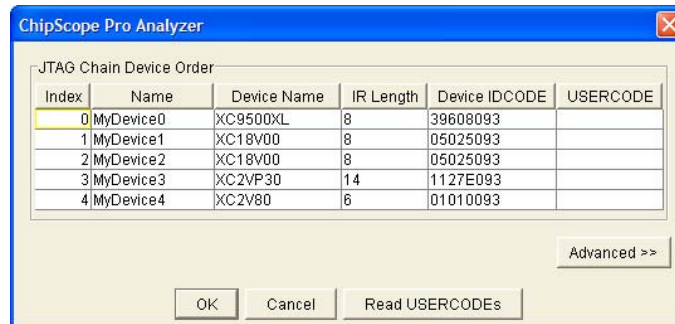 ChipScope Pro Analyzer
JTAG Chain Device Order
Index Name Device Name IR Length Device IDCODE USERCODE
0 MyDevice0 XC9500XL 8 39608093
1 MyDevice1 XC18V00 8 05025093
2 MyDevice2 XC18V00 8 05025093
3 MyDevice3 XC2VP30 14 1127E093
4 MyDevice4 XC2V80 6 01010093
Advanced >>
OK Cancel Read USERCODEs